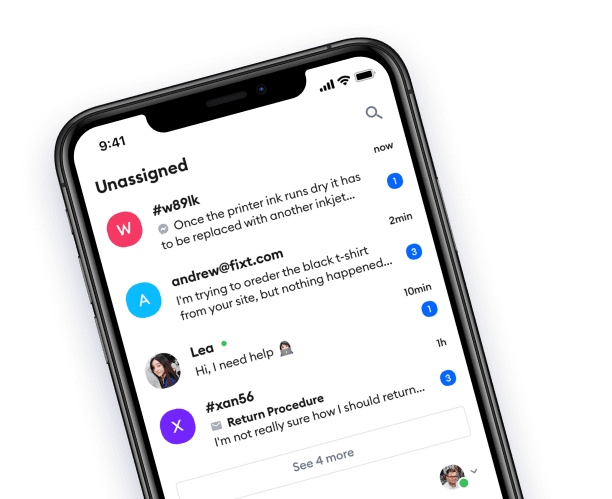 9:41
Unassigned
#w89lk
now
Once the printer ink runs dry it has
to be replaced with another inkjet...
1
W
andrew@fixt.com
2min
I'm trying to oreder the black t-shirt
from your site, but nothing happened...
3
A
Lea
10min
Hi, I need help
1
#xan56
1h
Return Procedure
I'm not really sure how I should return...
3
X
See 4 more